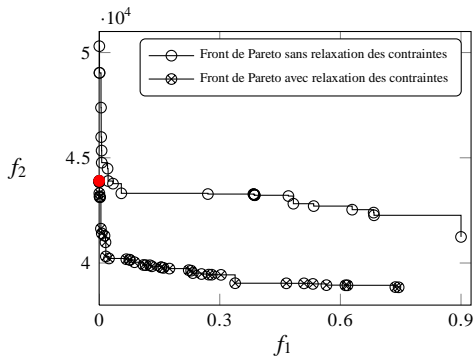 ·10⁴
5
4.5
4
f₂
Front de Pareto sans relaxation des contraintes
Front de Pareto avec relaxation des contraintes
0 0.3 0.6 0.9
f₁